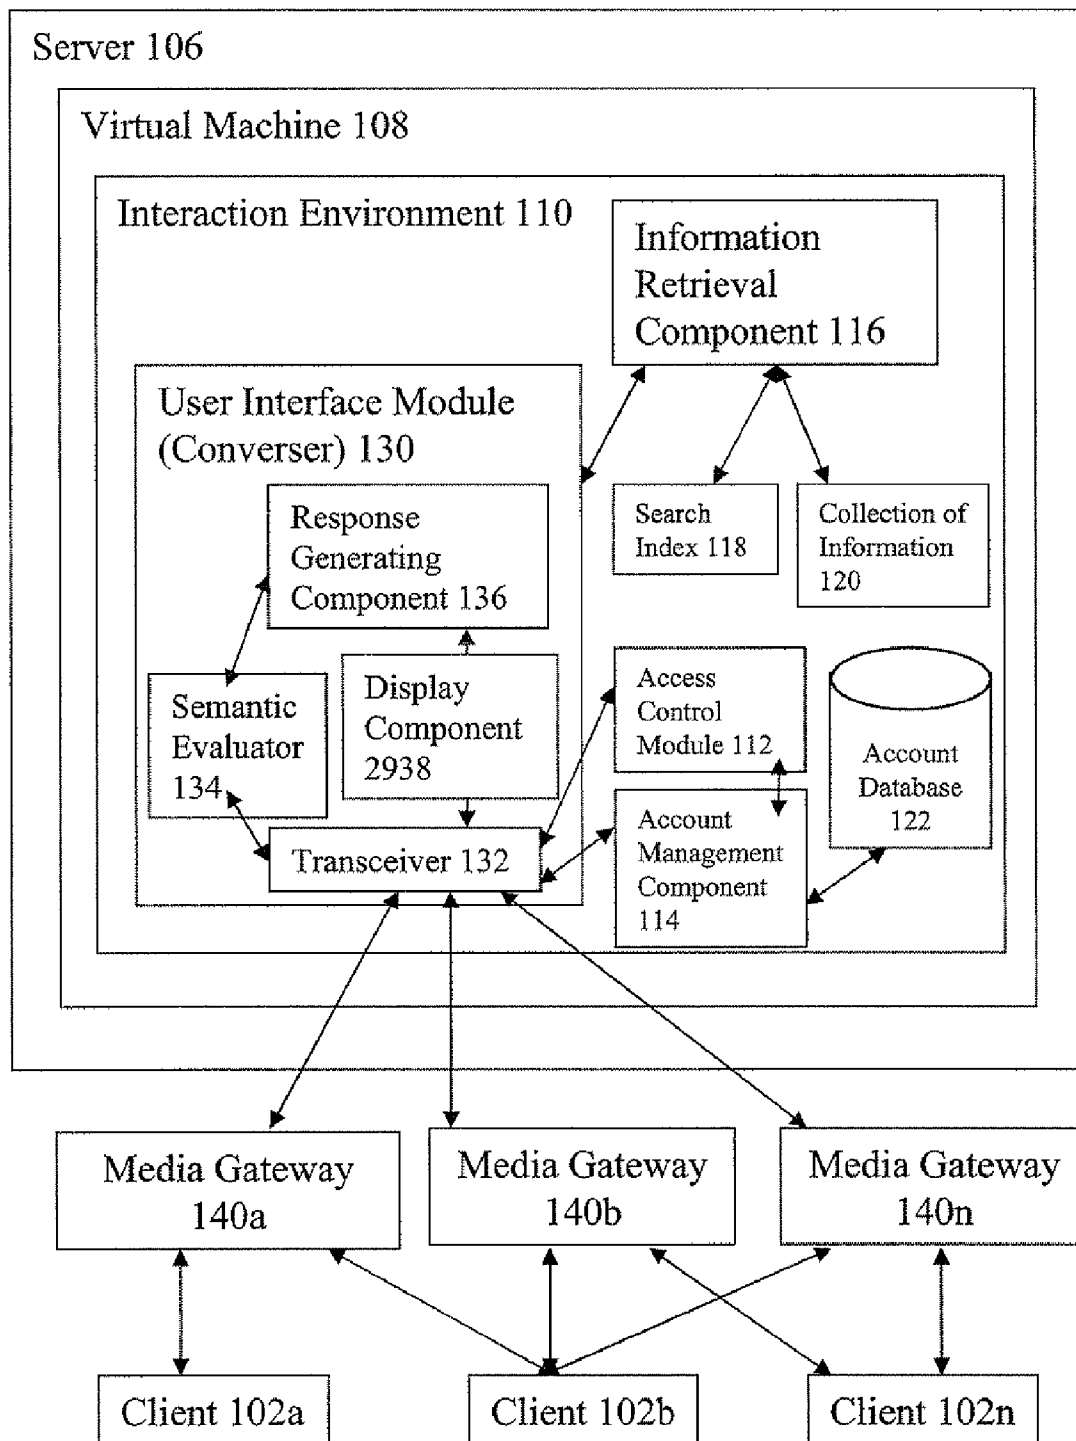 Server 106
Virtual Machine 108
Interaction Environment 110
Information
Retrieval
Component 116
User Interface Module
(Converser) 130
Response
Generating
Component 136
Search
Index 118
Collection of
Information
120
Semantic
Evaluator
134
Display
Component
2938
Access
Control
Module 112
Account
Database
122
Transceiver 132
Account
Management
Component
114
Media Gateway
140a
Media Gateway
140b
Media Gateway
140n
Client 102a
Client 102b
Client 102n